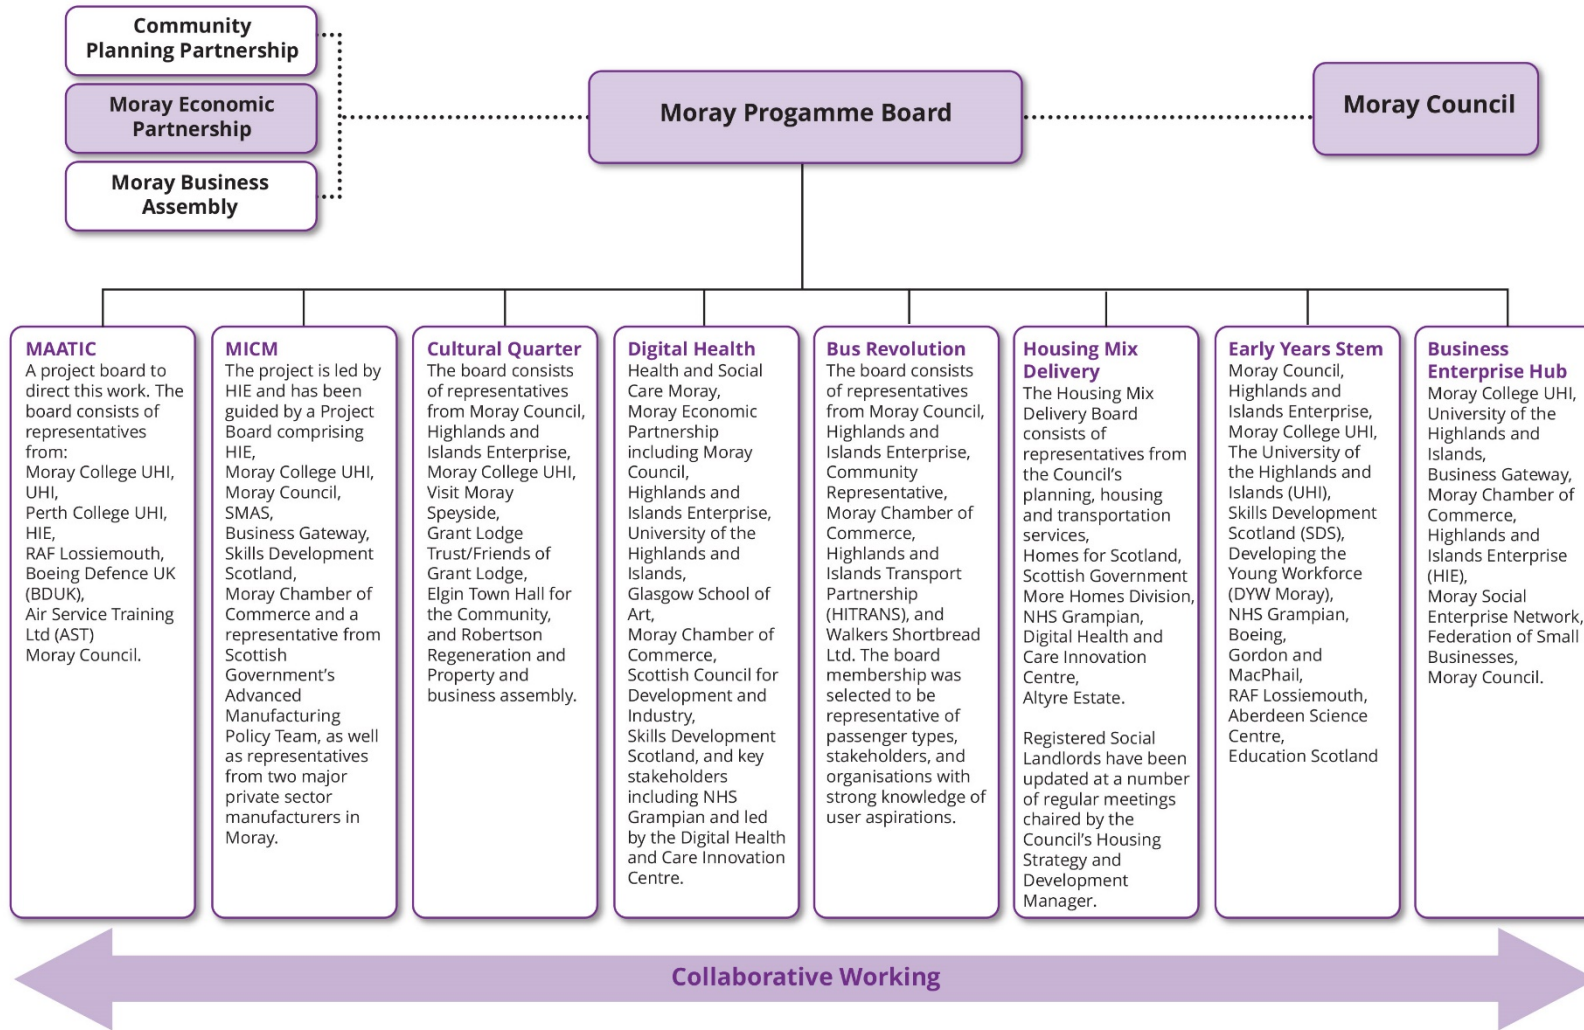 Community
Planning Partnership
Moray Economic
Partnership
Moray Business
Assembly
Moray Progamme Board
Moray Council
MAATIC
A project board to
direct this work. The
board consists of
representatives
from:
Moray College UHI,
UHI,
Perth College UHI,
HIE,
RAF Lossiemouth,
Boeing Defence UK
(BDUK),
Air Service Training
Ltd (AST)
Moray Council.
MICM
The project is led by
HIE and has been
guided by a Project
Board comprising
HIE,
Moray College UHI,
Moray Council,
SMAS,
Business Gateway,
Skills Development
Scotland,
Moray Chamber of
Commerce and a
representative from
Scottish
Government’s
Advanced
Manufacturing
Policy Team, as well
as representatives
from two major
private sector
manufacturers in
Moray.
Cultural Quarter
The board consists
of representatives
from Moray Council,
Highlands and
Islands Enterprise,
Moray College UHI,
Visit Moray
Speyside,
Grant Lodge
Trust/Friends of
Grant Lodge,
Elgin Town Hall for
the Community,
and Robertson
Regeneration and
Property and
business assembly.
Digital Health
Health and Social
Care Moray,
Moray Economic
Partnership
including Moray
Council,
Highlands and
Islands Enterprise,
University of the
Highlands and
Islands,
Glasgow School of
Art,
Moray Chamber of
Commerce,
Scottish Council for
Development and
Industry,
Skills Development
Scotland, and key
stakeholders
including NHS
Grampian and led
by the Digital Health
and Care Innovation
Centre.
Bus Revolution
The board consists
of representatives
from Moray Council,
Highlands and
Islands Enterprise,
Community
Representative,
Moray Chamber of
Commerce,
Highlands and
Islands Transport
Partnership
(HITRANS), and
Walkers Shortbread
Ltd. The board
membership was
selected to be
representative of
passenger types,
stakeholders, and
organisations with
strong knowledge of
user aspirations.
Housing Mix
Delivery
The Housing Mix
Delivery Board
consists of
representatives from
the Council’s
planning, housing
and transportation
services,
Homes for Scotland,
Scottish Government
More Homes Division,
NHS Grampian,
Digital Health and
Care Innovation
Centre,
Altyre Estate.
Registered Social
Landlords have been
updated at a number
of regular meetings
chaired by the
Council’s Housing
Strategy and
Development
Manager.
Early Years Stem
Moray Council,
Highlands and
Islands Enterprise,
Moray College UHI,
The University of
the Highlands and
Islands (UHI),
Skills Development
Scotland (SDS),
Developing the
Young Workforce
(DYW Moray),
NHS Grampian,
Boeing,
Gordon and
MacPhail,
RAF Lossiemouth,
Aberdeen Science
Centre,
Education Scotland
Business
Enterprise Hub
Moray College UHI,
University of the
Highlands and
Islands,
Business Gateway,
Moray Chamber of
Commerce,
Highlands and
Islands Enterprise
(HIE),
Moray Social
Enterprise Network,
Federation of Small
Businesses,
Moray Council.
Collaborative Working